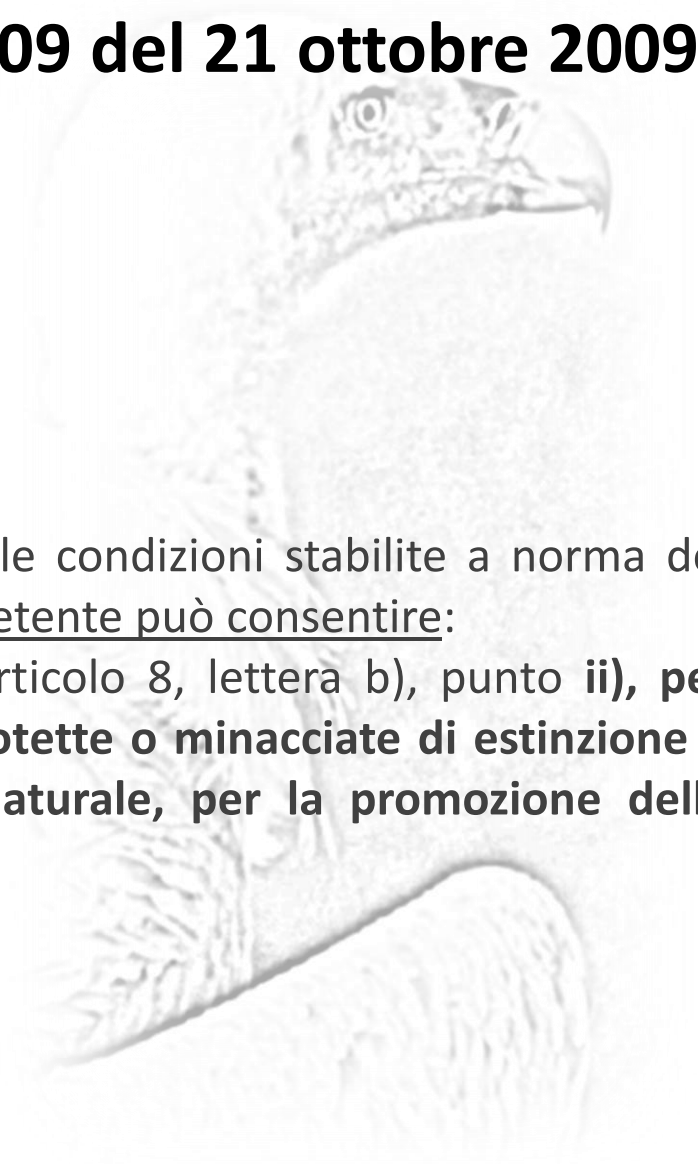 09 del 21 ottobre 2009
le condizioni stabilite a norma de
etente può consentire:
rticolo 8, lettera b), punto ii), pe
otette o minacciate di estinzione
aturale, per la promozione dell